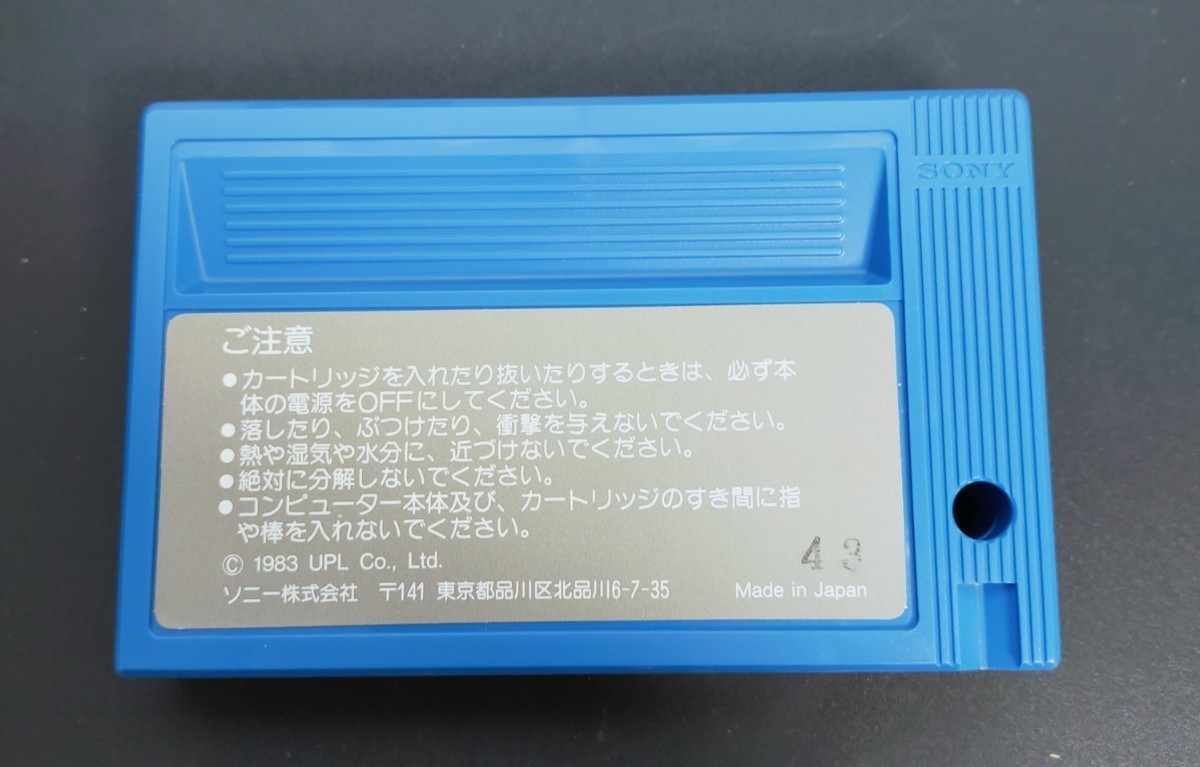 SONY
ご注意
●カートリッジを入れたり抜いたりするときは、必ず本
体の電源をOFFにしてください。
●落したり、ぶつけたり、衝撃を与えないでください。
●熱や湿気や水分に、近づけないでください。
●絶対に分解しないでください。
●コンピューター本体及び、カートリッジのすき間に指
や棒を入れないでください。
© 1983 UPL Co., Ltd.
43
ソニー株式会社 〒141 東京都品川区北品川6-7-35 Made in Japan